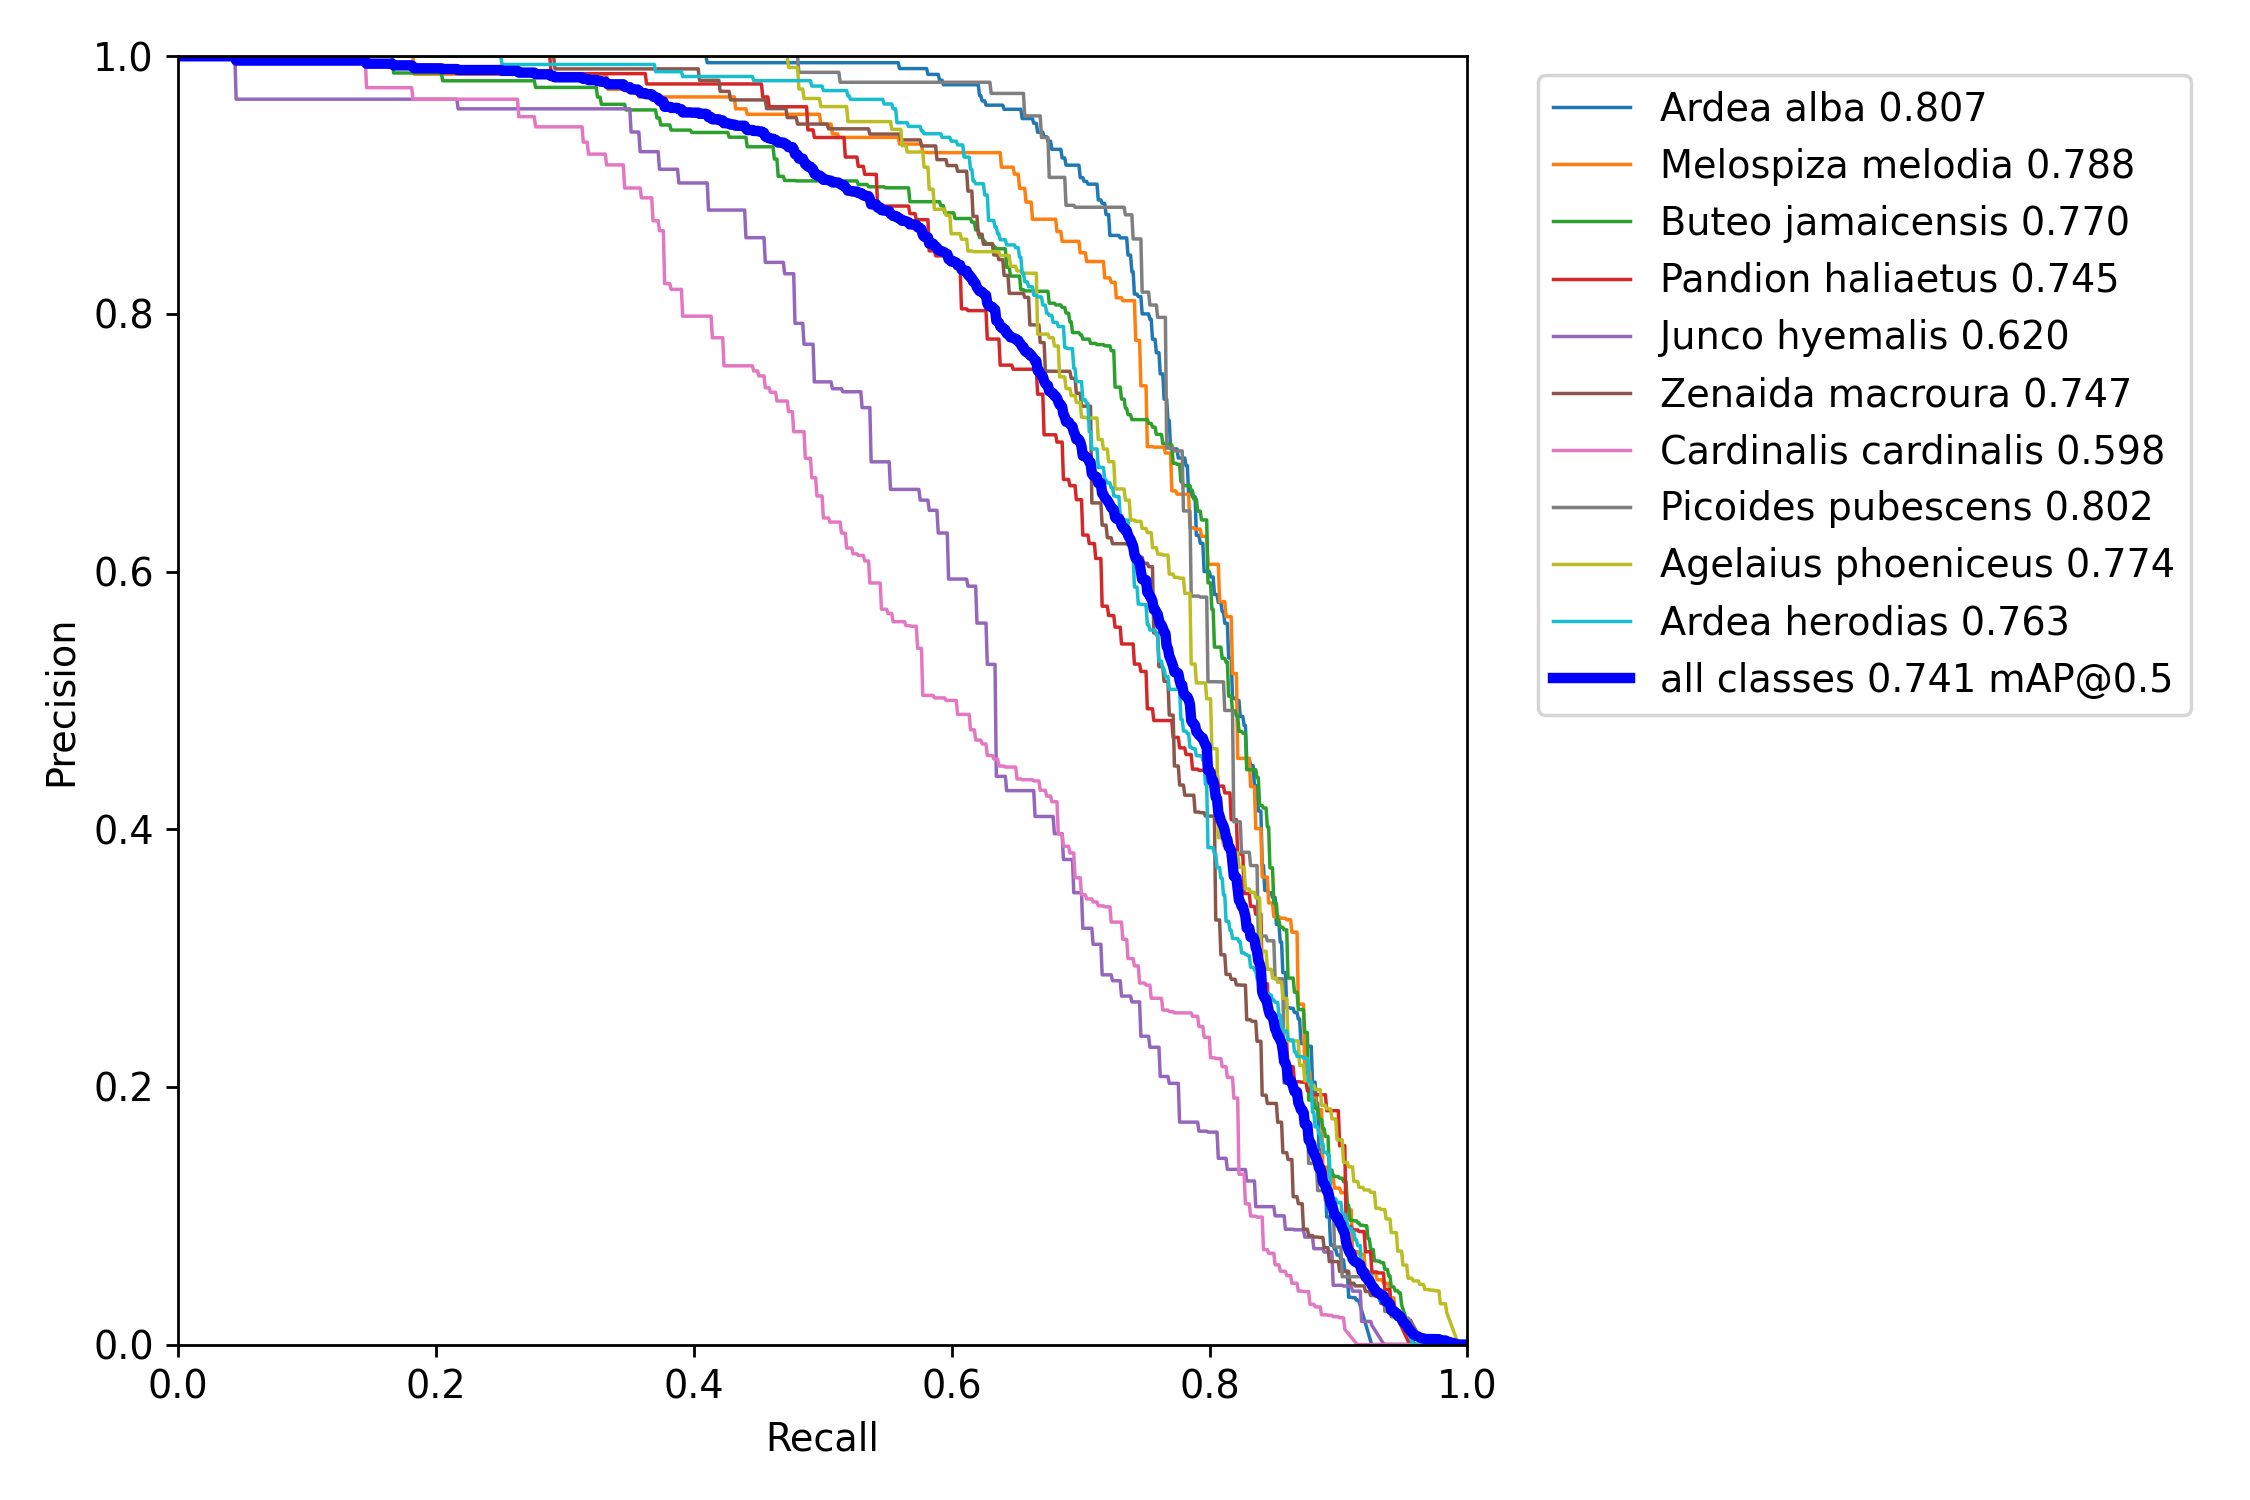 1.0
0.8
0.6
0.4
0.2
0.0
Precision
0.0 0.2 0.4 0.6 0.8 1.0
Recall
Ardea alba 0.807
Melospiza melodia 0.788
Buteo jamaicensis 0.770
Pandion haliaetus 0.745
Junco hyemalis 0.620
Zenaida macroura 0.747
Cardinalis cardinalis 0.598
Picoides pubescens 0.802
Agelaius phoeniceus 0.774
Ardea herodias 0.763
all classes 0.741 mAP@0.5